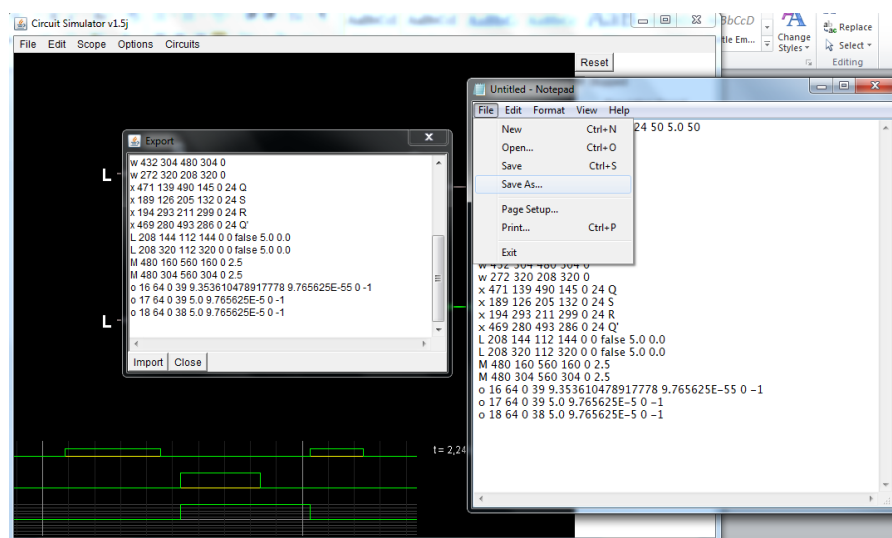 Circuit Simulator v1.5j
File Edit Scope Options Circuits
Reset
BbCcD
tle Em...
Change
Styles
Replace
Select
Editing
Export
w 432 304 480 304 0
w 272 320 208 320 0
x 471 139 490 145 0 24 Q
x 189 126 205 132 0 24 S
x 194 293 211 299 0 24 R
x 469 280 493 286 0 24 Q'
L 208 144 112 144 0 0 false 5.0 0.0
L 208 320 112 320 0 0 false 5.0 0.0
M 480 160 560 160 0 2.5
M 480 304 560 304 0 2.5
o 16 64 0 39 9.353610478917778 9.765625E-55 0 -1
o 17 64 0 39 5.0 9.765625E-5 0 -1
o 18 64 0 38 5.0 9.765625E-5 0 -1
Import Close
L
L
t = 2,24
Untitled - Notepad
File Edit Format View Help
24 50 5.0 50
New Ctrl+N
Open... Ctrl+O
Save Ctrl+S
Save As...
Page Setup...
Print... Ctrl+P
Exit
w 432 304 480 304 0
w 272 320 208 320 0
x 471 139 490 145 0 24 Q
x 189 126 205 132 0 24 S
x 194 293 211 299 0 24 R
x 469 280 493 286 0 24 Q'
L 208 144 112 144 0 0 false 5.0 0.0
L 208 320 112 320 0 0 false 5.0 0.0
M 480 160 560 160 0 2.5
M 480 304 560 304 0 2.5
o 16 64 0 39 9.353610478917778 9.765625E-55 0 -1
o 17 64 0 39 5.0 9.765625E-5 0 -1
o 18 64 0 38 5.0 9.765625E-5 0 -1